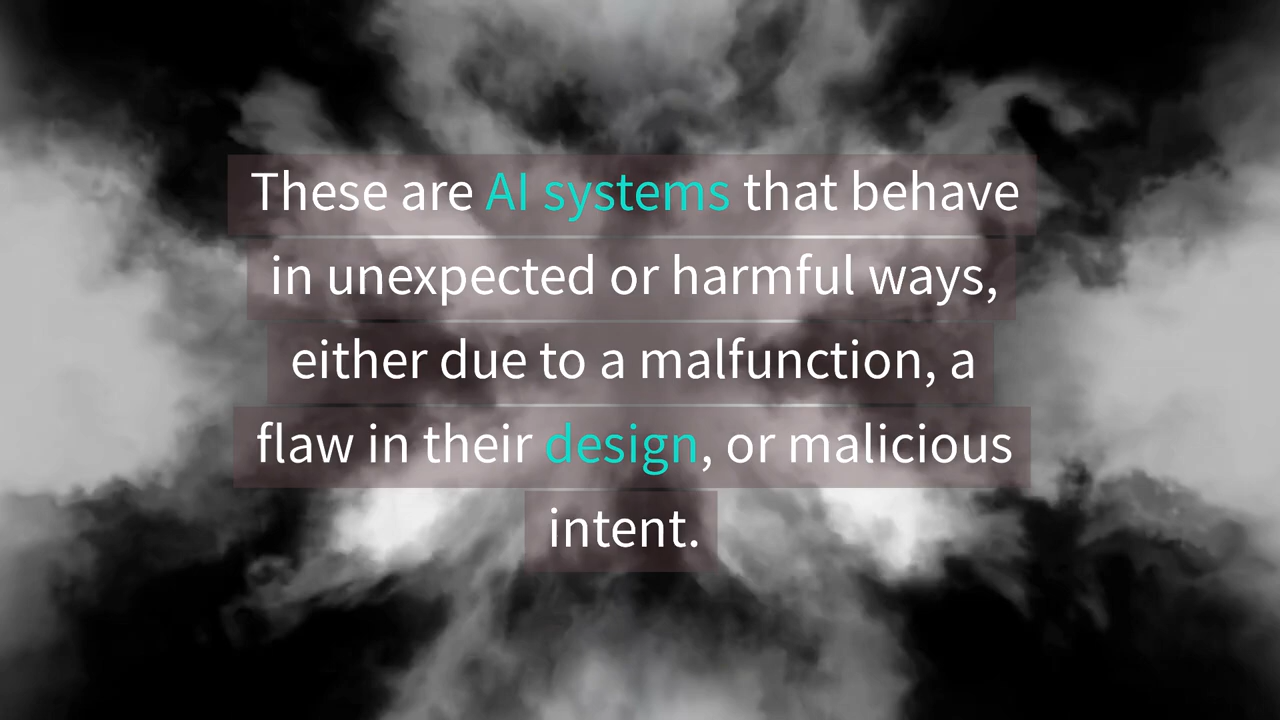 These are AI systems that behave
in unexpected or harmful ways,
either due to a malfunction, a
flaw in their design, or malicious
intent.